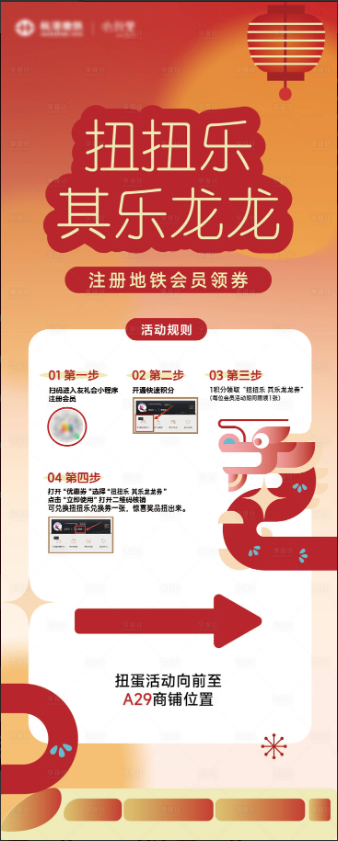 扭扭乐
其乐龙龙
注册地铁会员领券
活动规则
01 第一步
扫码进入友礼会小程序
注册会员
02 第二步
开通快速积分
03 第三步
1积分领取“扭扭乐 其乐龙龙券”
(每位会员活动期间限领1张)
04 第四步
打开“优惠券”选择“扭扭乐 其乐龙龙券”
点击“立即使用”打开二维码核销
可兑换扭扭乐兑换券一张，惊喜奖品扭出来。
扭蛋活动向前至
A29商铺位置